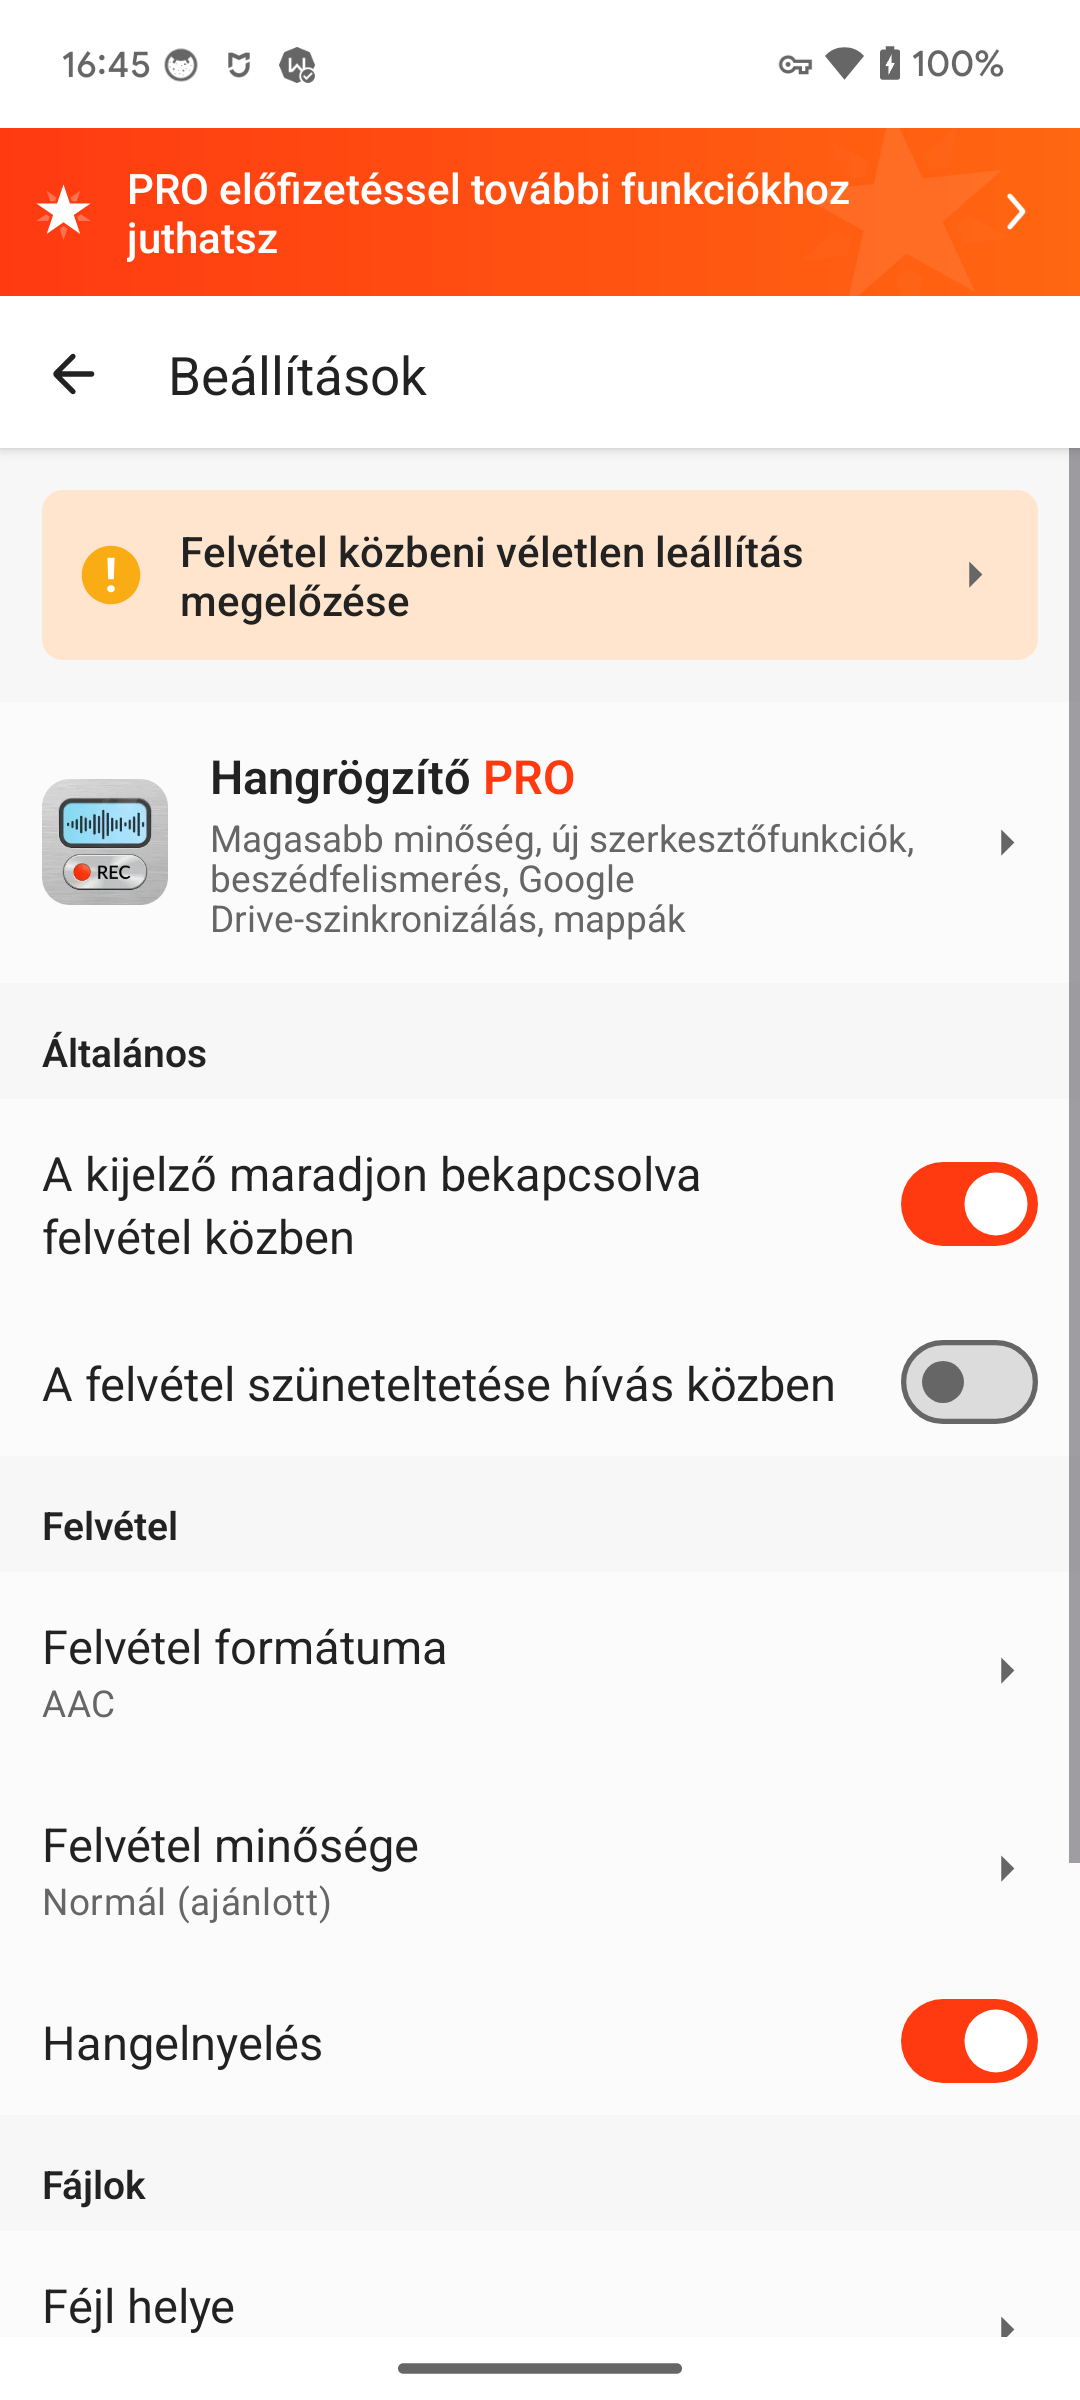 16:45
100%
PRO előfizetéssel további funkciókhoz
juthatsz
Beállítások
Felvétel közbeni véletlen leállítás
megelőzése
REC
Hangrögzítő PRO
Magasabb minőség, új szerkesztőfunkciók,
beszédfelismerés, Google
Drive-szinkronizálás, mappák
Általános
A kijelző maradjon bekapcsolva
felvétel közben
A felvétel szüneteltetése hívás közben
Felvétel
Felvétel formátuma
AAC
Felvétel minősége
Normál (ajánlott)
Hangelnyelés
Fájlok
Féjl helye